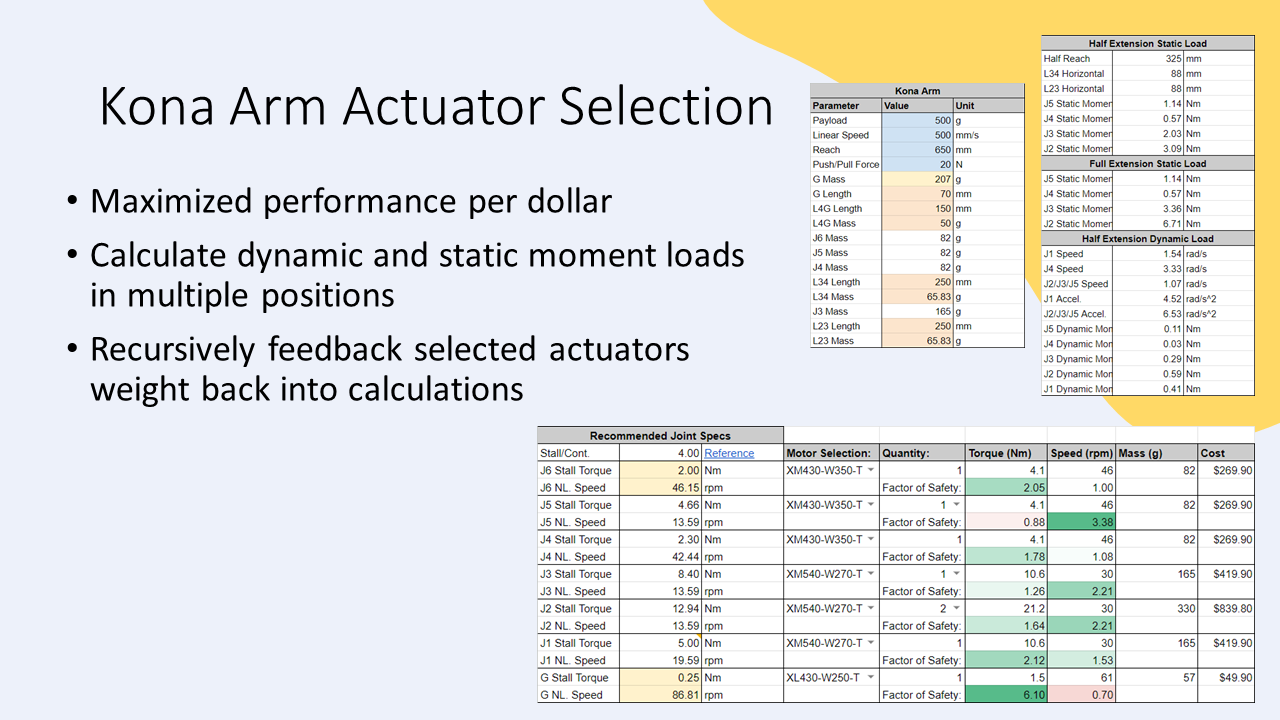 Kona Arm Actuator Selection
• Maximized performance per dollar
• Calculate dynamic and static moment loads
in multiple positions
• Recursively feedback selected actuators
weight back into calculations
Kona Arm
Parameter Value Unit
Payload 500 g
Linear Speed 500 mm/s
Reach 650 mm
Push/Pull Force 20 N
G Mass 207 g
G Length 70 mm
L4G Length 150 mm
L4G Mass 50 g
J6 Mass 82 g
J5 Mass 82 g
J4 Mass 82 g
L34 Length 250 mm
L34 Mass 65.83 g
J3 Mass 165 g
L23 Length 250 mm
L23 Mass 65.83 g
Half Extension Static Load
Half Reach 325 mm
L34 Horizontal 88 mm
L23 Horizontal 88 mm
J5 Static Momer 1.14 Nm
J4 Static Momer 0.57 Nm
J3 Static Momer 2.03 Nm
J2 Static Momer 3.09 Nm
Full Extension Static Load
J5 Static Momer 1.14 Nm
J4 Static Momer 0.57 Nm
J3 Static Momer 3.36 Nm
J2 Static Momer 6.71 Nm
Half Extension Dynamic Load
J1 Speed 1.54 rad/s
J4 Speed 3.33 rad/s
J2/J3/J5 Speed 1.07 rad/s
J1 Accel. 4.52 rad/s^2
J2/J3/J5 Accel. 6.53 rad/s^2
J5 Dynamic Mor 0.11 Nm
J4 Dynamic Mor 0.03 Nm
J3 Dynamic Mor 0.29 Nm
J2 Dynamic Mor 0.59 Nm
J1 Dynamic Mor 0.41 Nm
Recommended Joint Specs
Stall/Cont. 4.00 Reference Motor Selection: Quantity: Torque (Nm) Speed (rpm) Mass (g) Cost
J6 Stall Torque 2.00 Nm XM430-W350-T 1 4.1 46 82 $269.90
J6 NL. Speed 46.15 rpm Factor of Safety: 2.05 1.00
J5 Stall Torque 4.66 Nm XM430-W350-T 1 4.1 46 82 $269.90
J5 NL. Speed 13.59 rpm Factor of Safety: 0.88 3.38
J4 Stall Torque 2.30 Nm XM430-W350-T 1 4.1 46 82 $269.90
J4 NL. Speed 42.44 rpm Factor of Safety: 1.78 1.08
J3 Stall Torque 8.40 Nm XM540-W270-T 1 10.6 30 165 $419.90
J3 NL. Speed 13.59 rpm Factor of Safety: 1.26 2.21
J2 Stall Torque 12.94 Nm XM540-W270-T 2 21.2 30 330 $839.80
J2 NL. Speed 13.59 rpm Factor of Safety: 1.64 2.21
J1 Stall Torque 5.00 Nm XM540-W270-T 1 10.6 30 165 $419.90
J1 NL. Speed 19.59 rpm Factor of Safety: 2.12 1.53
G Stall Torque 0.25 Nm XL430-W250-T 1 1.5 61 57 $49.90
G NL. Speed 86.81 rpm Factor of Safety: 6.10 0.70